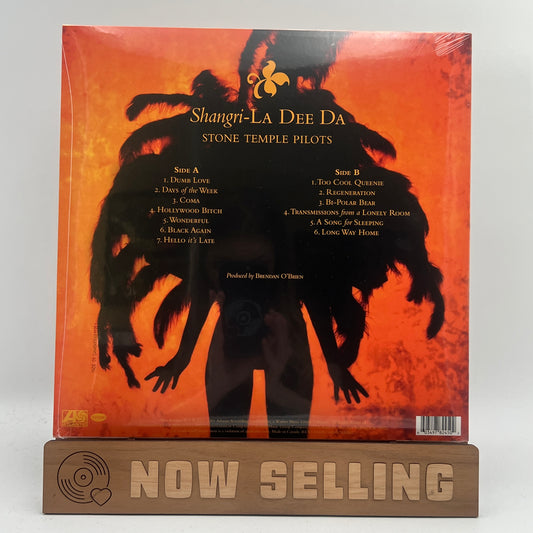 Shangri-LA DEE DA
STONE TEMPLE PILOTS
SIDE A
1. DUMB LOVE
2. DAYS of the WEEK
3. COMA
4. HOLLYWOOD BITCH
5. WONDERFUL
6. BLACK AGAIN
7. HELLO it's LATE
SIDE B
1. TOO COOL QUEENIE
2. REGENERATION
3. BI-POLAR BEAR
4. TRANSMISSIONS from a LONELY ROOM
5. A SONG for SLEEPING
6. LONG WAY HOME
Produced by BRENDAN O'BRIEN
NOW SELLING